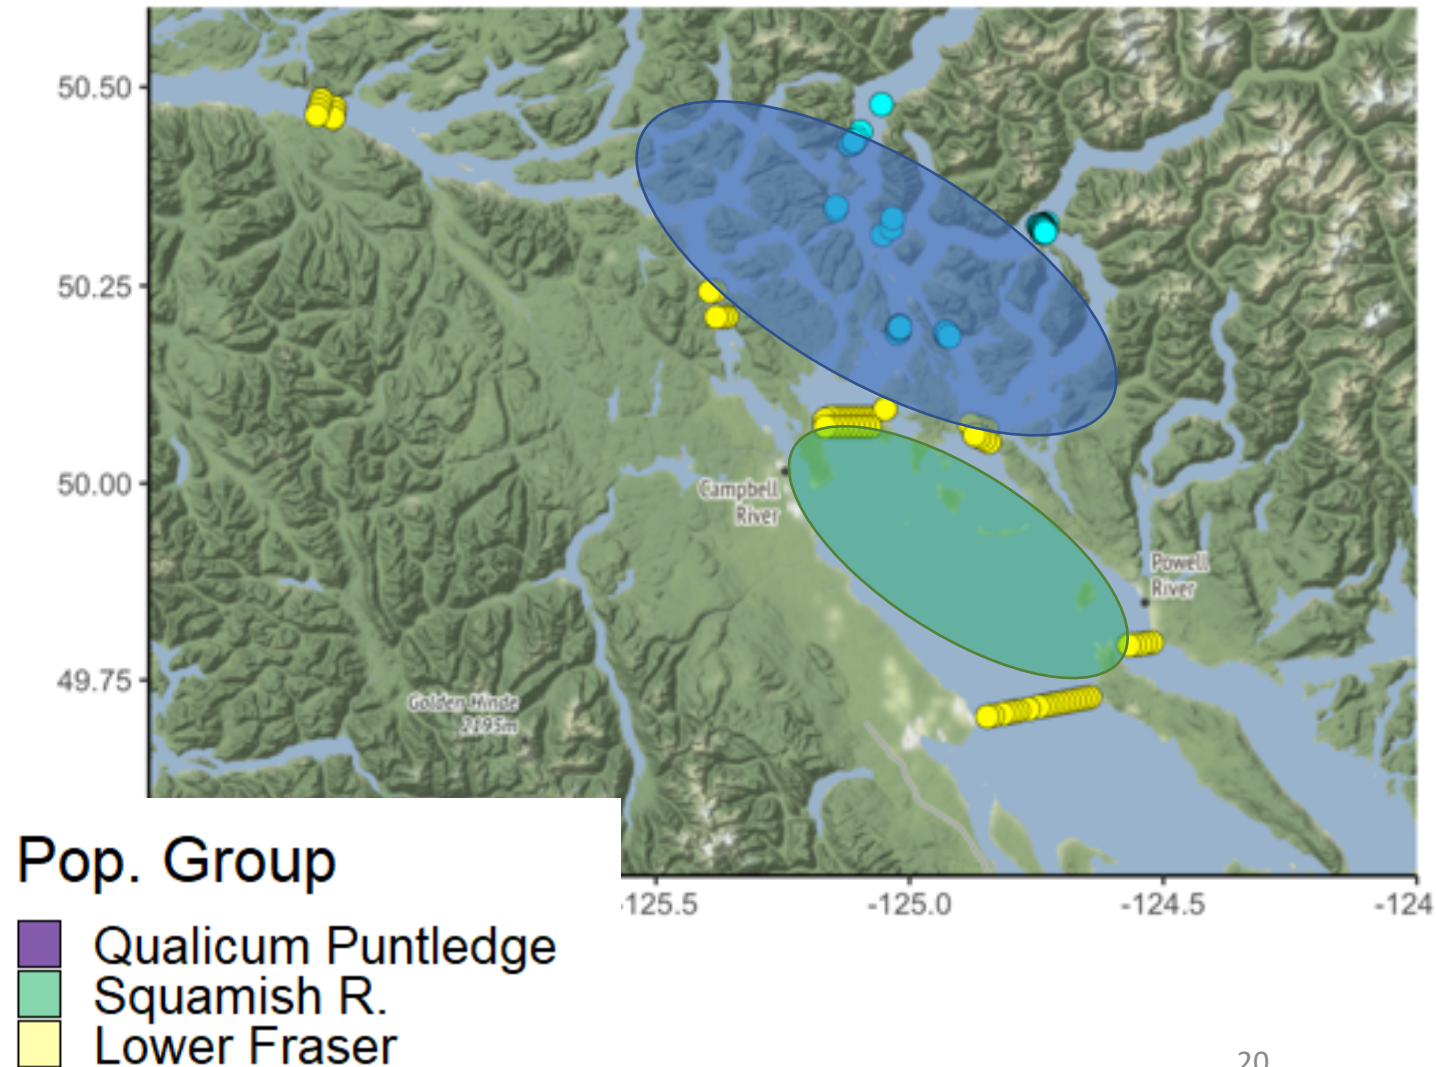 50.50
50.25
50.00
49.75
Campbell
River
Powell
River
Golden Hinde
2195m
-125.5
-125.0
-124.5
-124
Pop. Group
Qualicum Puntledge
Squamish R.
Lower Fraser
20